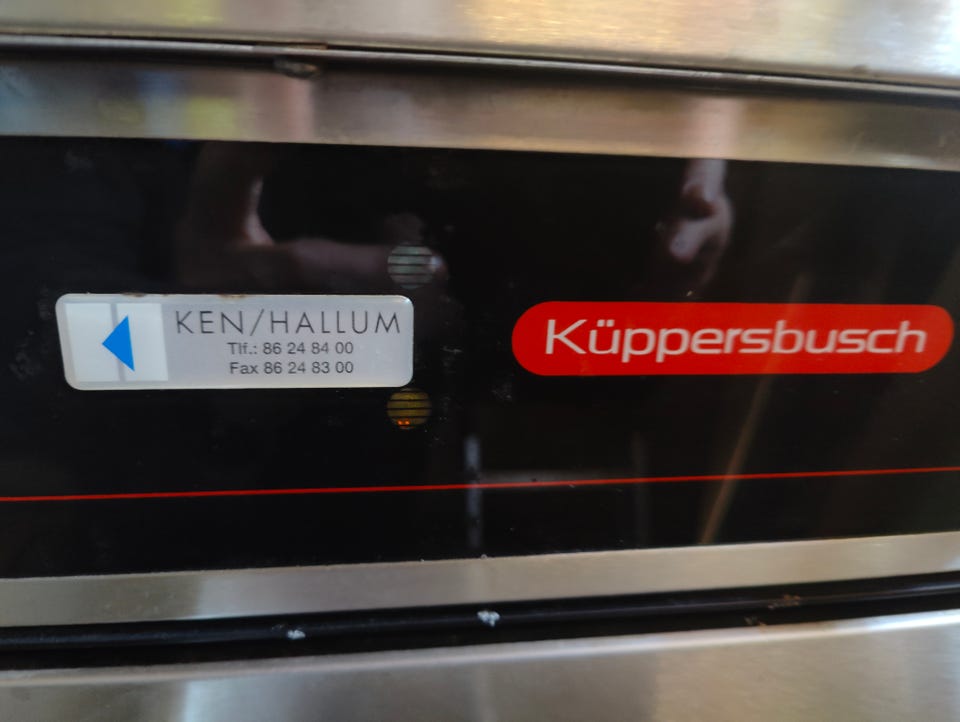 KEN/HALLUM
Tlf.: 86 24 84 00
Fax 86 24 83 00
Küppersbusch